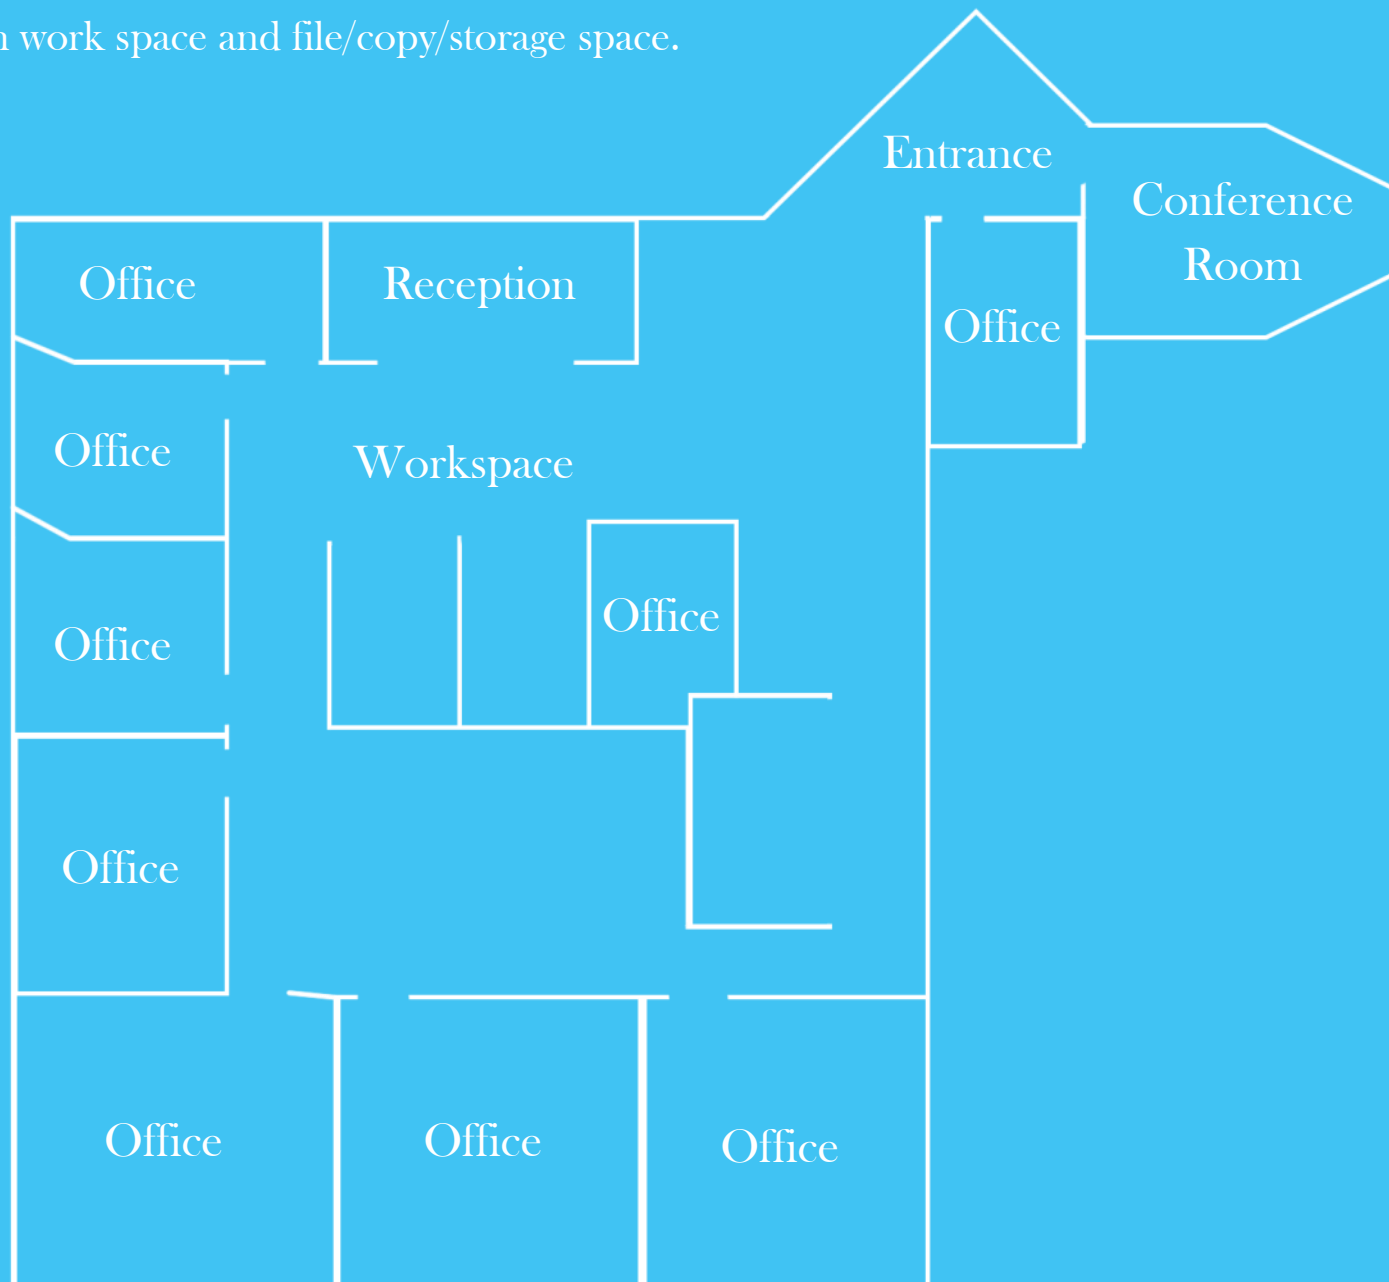 work space and file/copy/storage space.
Entrance
Conference
Room
Office
Reception
Office
Office
Workspace
Office
Office
Office
Office
Office
Office